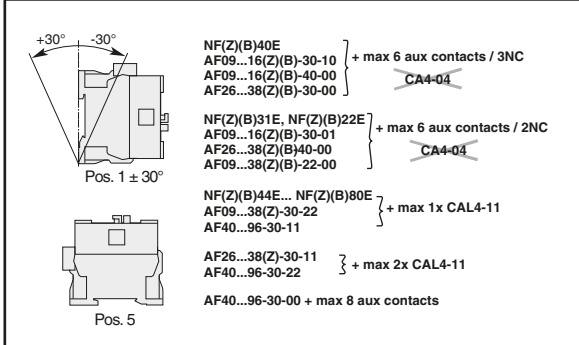 +30° -30°
Pos. 1 ± 30°
Pos. 5
NF(Z)(B)40E
AF09...16(Z)(B)-30-10
AF09...16(Z)(B)-40-00
AF26...38(Z)(B)-30-00
+ max 6 aux contacts / 3NC
CA4-04
NF(Z)(B)31E, NF(Z)(B)22E
AF09...16(Z)(B)-30-01
AF26...38(Z)(B)40-00
AF09...38(Z)(B)-22-00
+ max 6 aux contacts / 2NC
CA4-04
NF(Z)(B)44E... NF(Z)(B)80E
AF09...38(Z)-30-22
AF40...96-30-11
+ max 1x CAL4-11
AF26...38(Z)-30-11
AF40...96-30-22
+ max 2x CAL4-11
AF40...96-30-00 + max 8 aux contacts